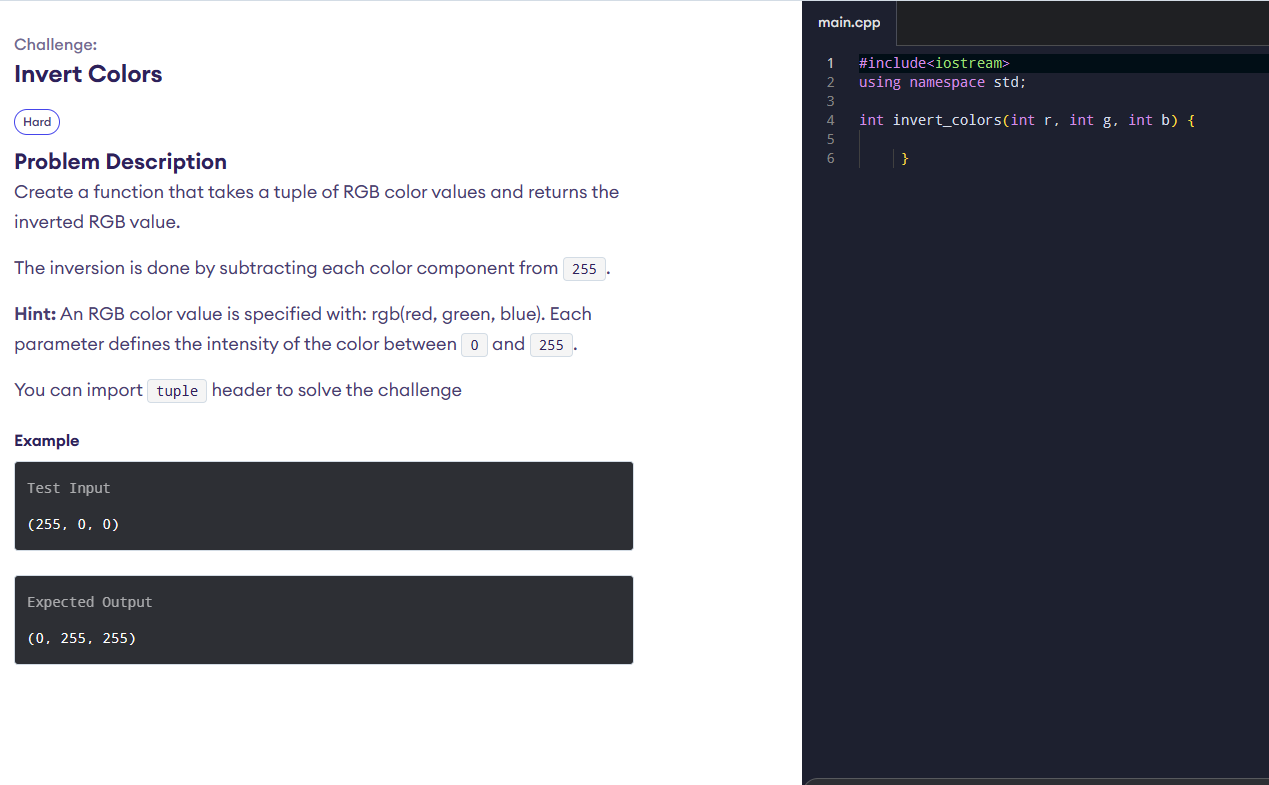 Challenge:
Invert Colors
Hard
Problem Description
Create a function that takes a tuple of RGB color values and returns the
inverted RGB value.
The inversion is done by subtracting each color component from 255.
Hint: An RGB color value is specified with: rgb(red, green, blue). Each
parameter defines the intensity of the color between 0 and 255.
You can import tuple header to solve the challenge
Example
Test Input
(255, 0, 0)
Expected Output
(0, 255, 255)
main.cpp
1 #include<iostream>
2 using namespace std;
3
4 int invert_colors(int r, int g, int b) {
5
6 }